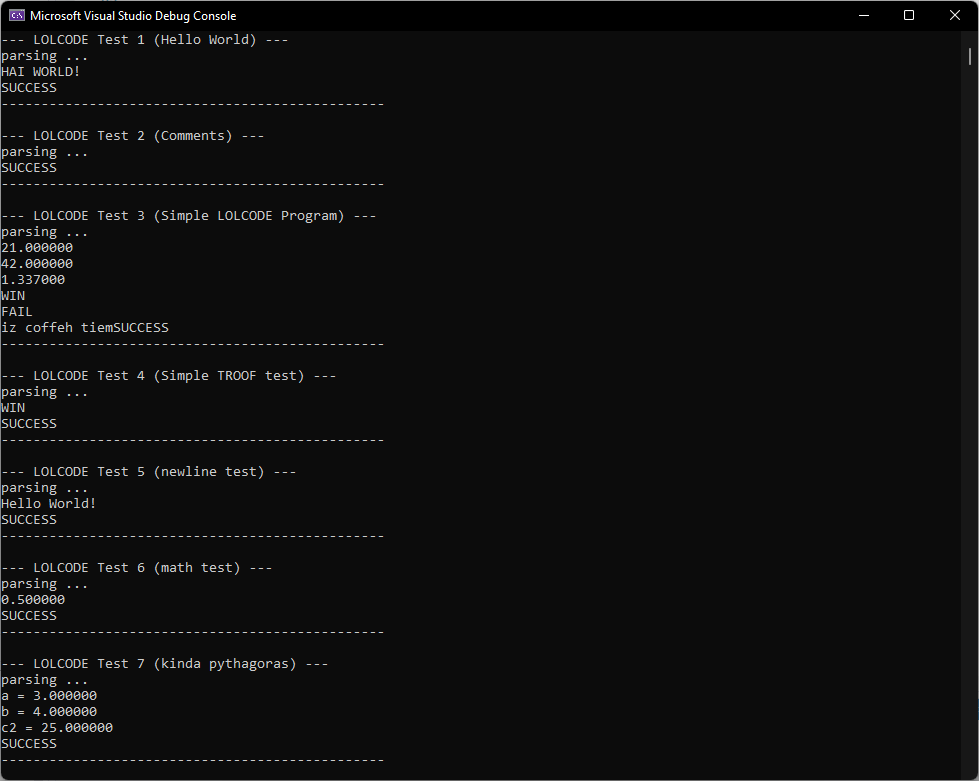 Microsoft Visual Studio Debug Console
--- LOLCODE Test 1 (Hello World) ---
parsing ...
HAI WORLD!
SUCCESS
------------------------------------------------
--- LOLCODE Test 2 (Comments) ---
parsing ...
SUCCESS
------------------------------------------------
--- LOLCODE Test 3 (Simple LOLCODE Program) ---
parsing ...
21.000000
42.000000
1.337000
WIN
FAIL
iz coffeh tiemSUCCESS
------------------------------------------------
--- LOLCODE Test 4 (Simple TROOF test) ---
parsing ...
WIN
SUCCESS
------------------------------------------------
--- LOLCODE Test 5 (newline test) ---
parsing ...
Hello World!
SUCCESS
------------------------------------------------
--- LOLCODE Test 6 (math test) ---
parsing ...
0.500000
SUCCESS
------------------------------------------------
--- LOLCODE Test 7 (kinda pythagoras) ---
parsing ...
a = 3.000000
b = 4.000000
c2 = 25.000000
SUCCESS
------------------------------------------------